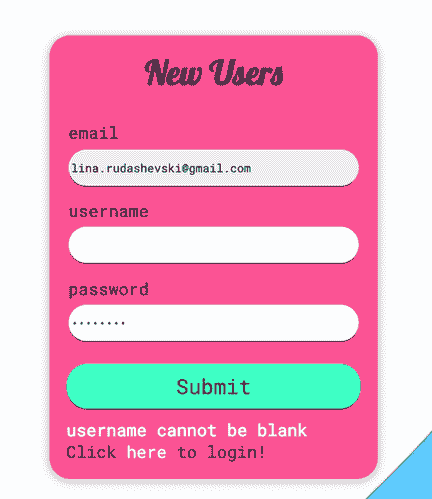 New Users
email
lina.rudashevski@gmail.com
username
password
........
Submit
username cannot be blank
Click here to login!